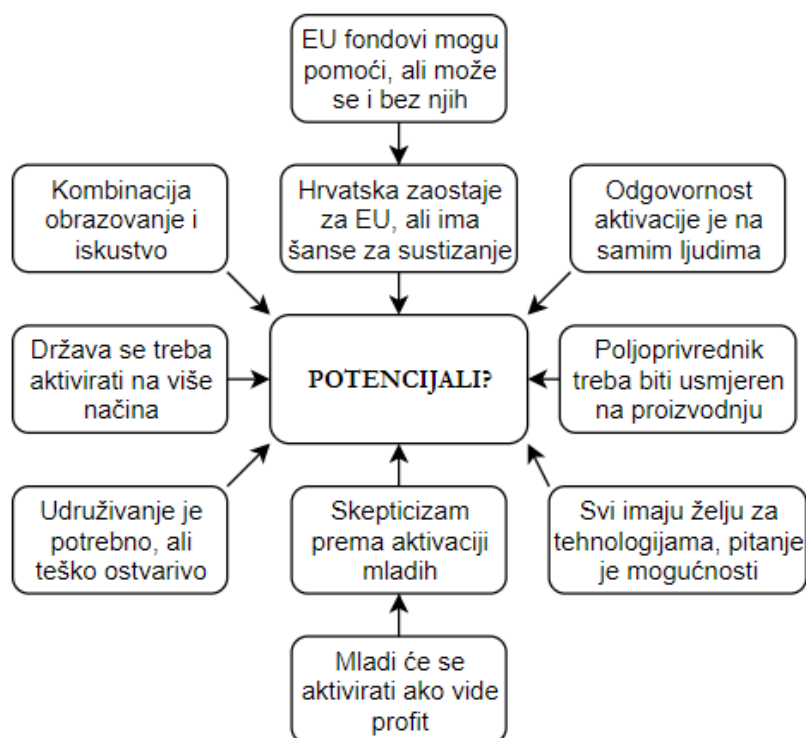 EU fondovi mogu
pomoći, ali može
se i bez njih
Kombinacija
obrazovanje i
iskustvo
Hrvatska zaostaje
za EU, ali ima
šanse za sustizanje
Odgovornost
aktivacije je na
samim ljudima
Država se treba
aktivirati na više
načina
POTENCIJALI?
Poljoprivrednik
treba biti usmjeren
na proizvodnju
Udruživanje je
potrebno, ali
teško ostvarivo
Skepticizam
prema aktivaciji
mladih
Svi imaju želju za
tehnologijama, pitanje
je mogućnosti
Mladi će se
aktivirati ako vide
profit